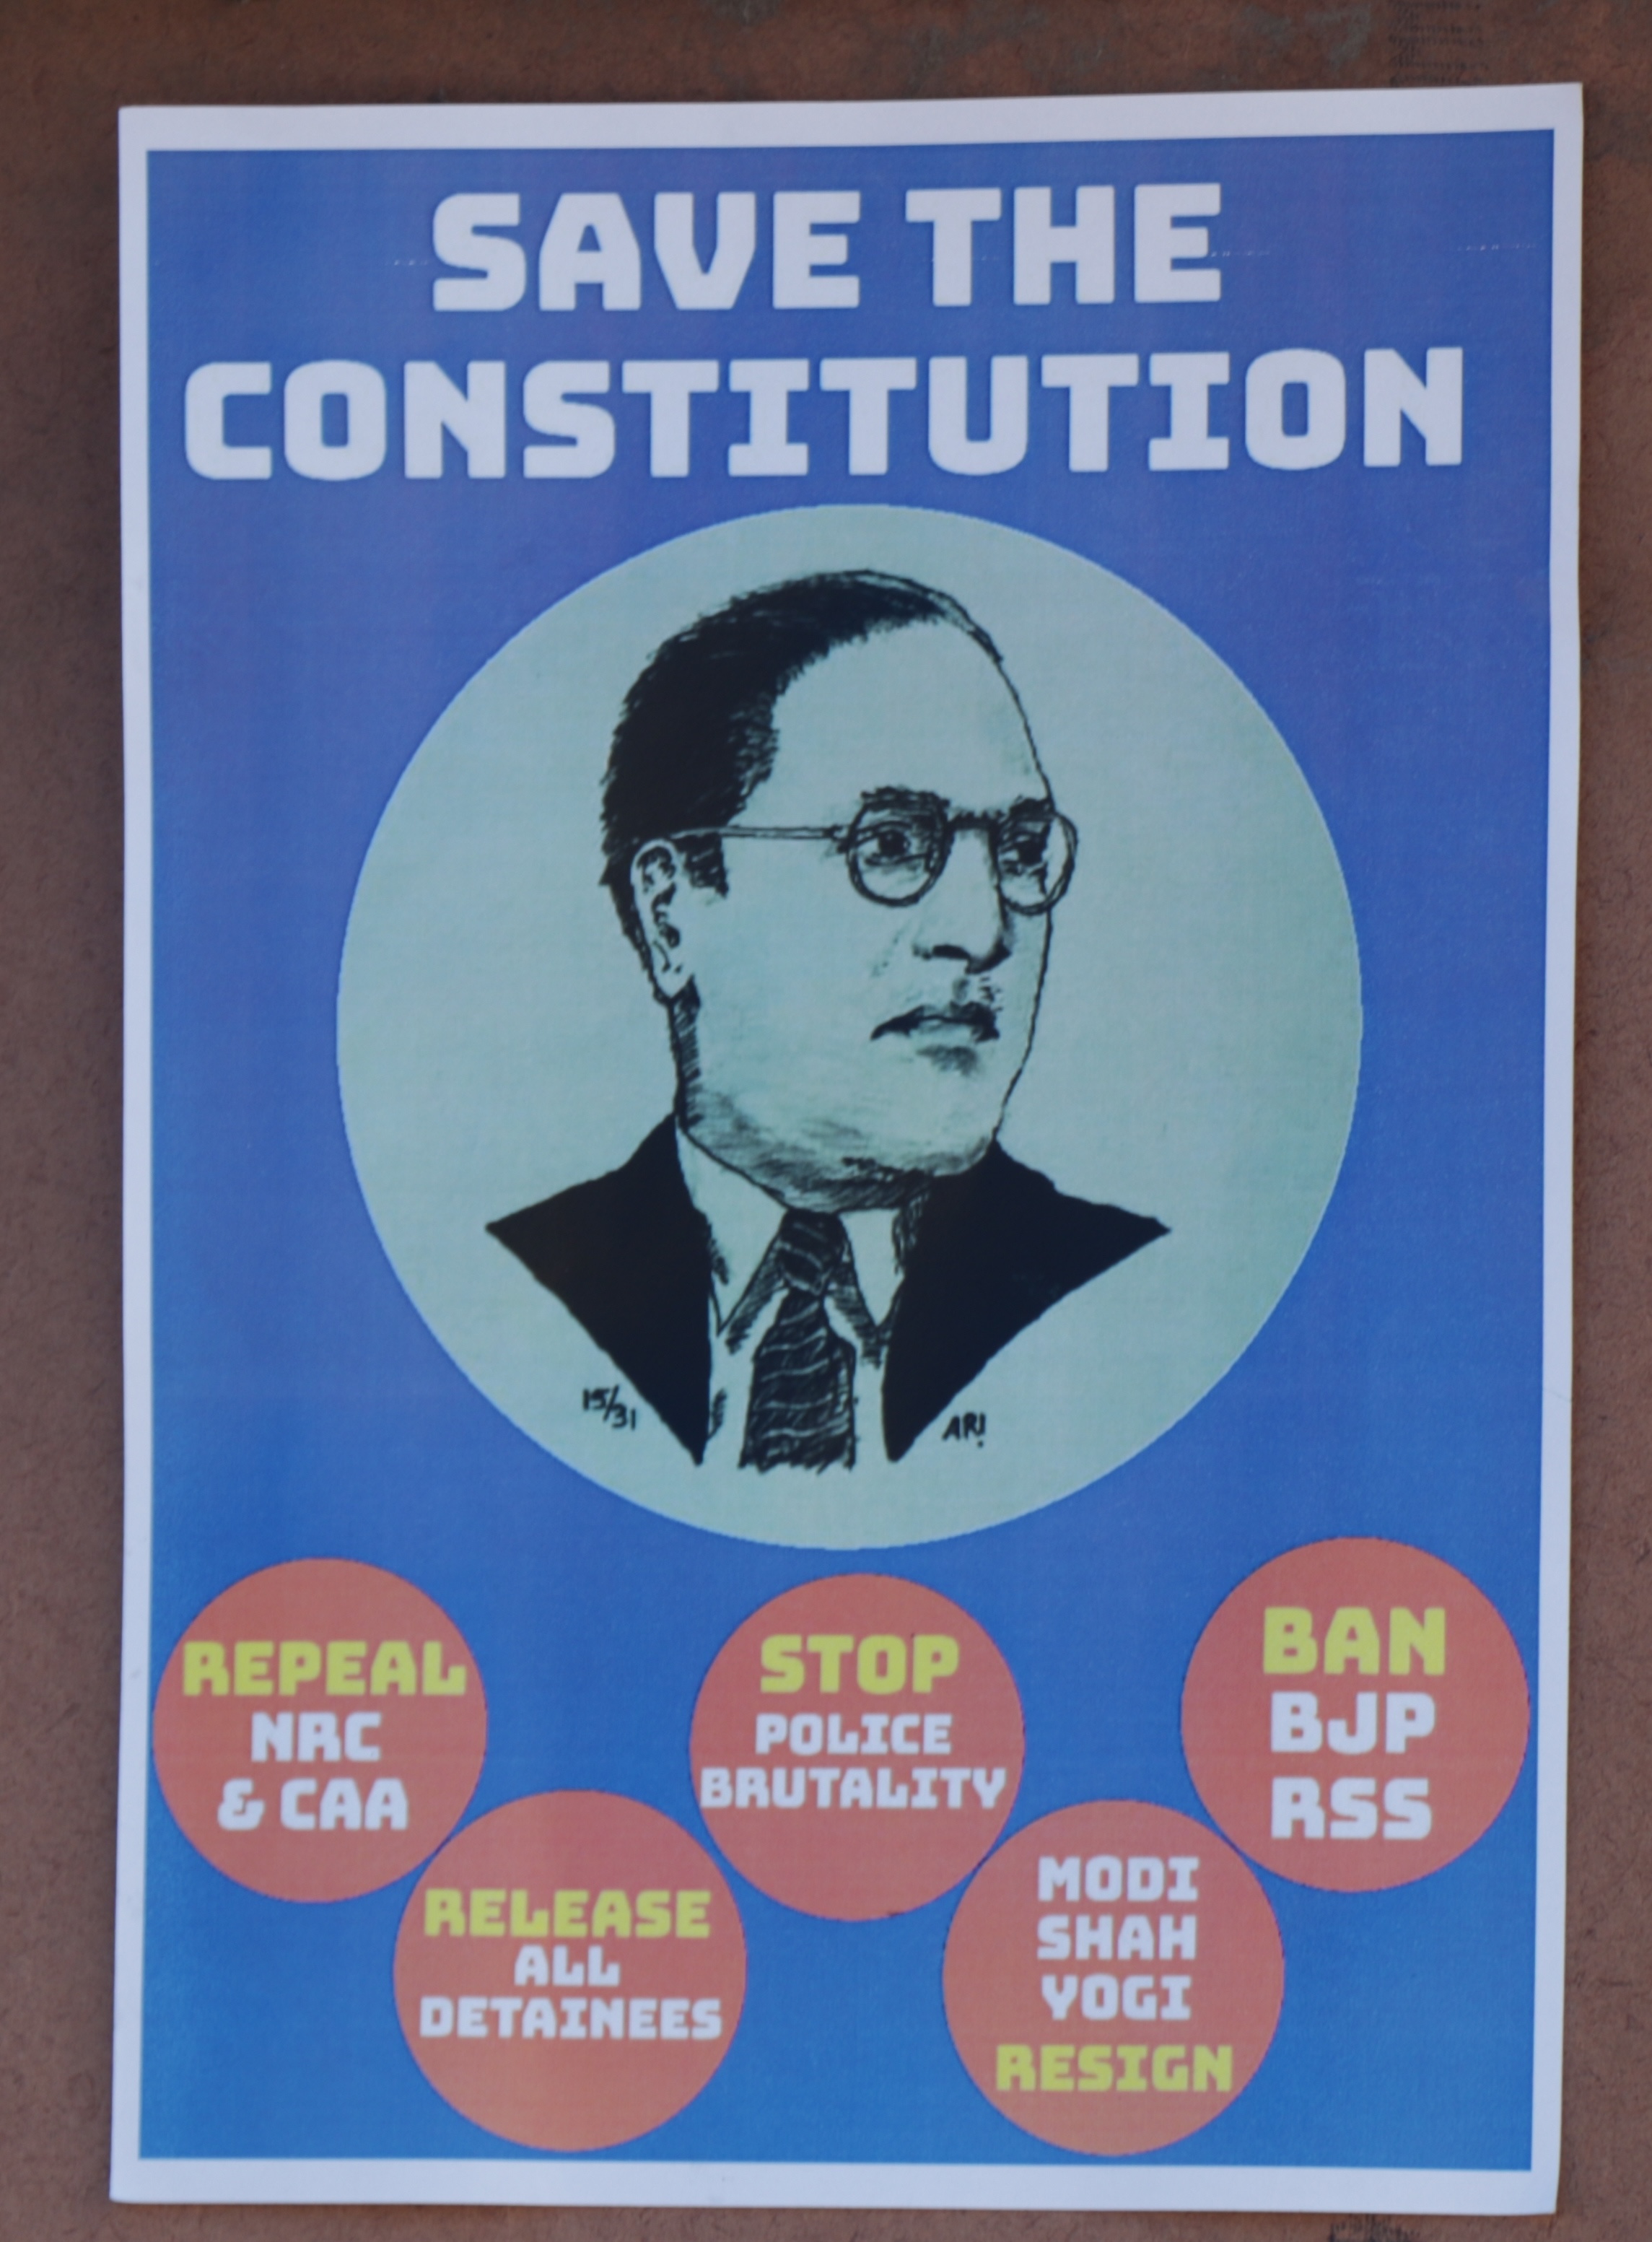 SAVE THE
CONSTITUTION
15/31
ARI
REPEAL
NRC
& CAA
RELEASE
ALL
DETAINEES
STOP
POLICE
BRUTALITY
MODI
SHAH
YOGI
RESIGN
BAN
BJP
RSS